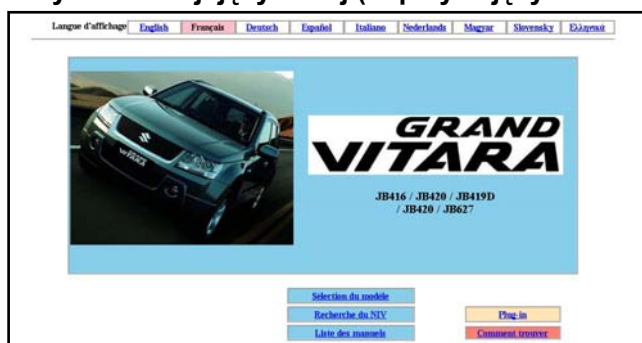 Langue d'affichage English Français Deutsch Español Italiano Nederlands Magyar Slovensky Ελληνικά
GRAND
VITARA
JB416 / JB420 / JB419D
/ JB420 / JB627
Sélection du modèle
Recherche du NIV Plug-in
Liste des manuels Comment trouver